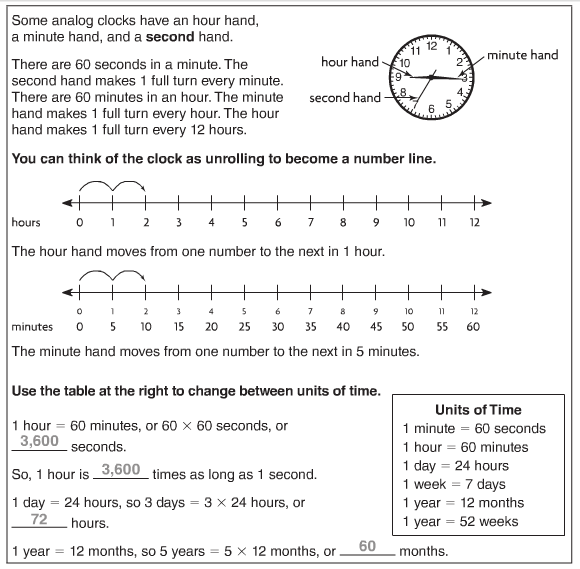 Some analog clocks have an hour hand,
a minute hand, and a second hand.
There are 60 seconds in a minute. The
second hand makes 1 full turn every minute.
There are 60 minutes in an hour. The minute
hand makes 1 full turn every hour. The hour
hand makes 1 full turn every 12 hours.
hour hand
minute hand
second hand
12
1
2
3
4
5
6
8
9
10
11
You can think of the clock as unrolling to become a number line.
hours 0 1 2 3 4 5 6 7 8 9 10 11 12
The hour hand moves from one number to the next in 1 hour.
0 1 2 3 4 5 6 7 8 9 10 11 12
minutes 0 5 10 15 20 25 30 35 40 45 50 55 60
The minute hand moves from one number to the next in 5 minutes.
Use the table at the right to change between units of time.
1 hour = 60 minutes, or 60 × 60 seconds, or
3,600 seconds.
So, 1 hour is 3,600 times as long as 1 second.
1 day = 24 hours, so 3 days = 3 × 24 hours, or
72 hours.
1 year = 12 months, so 5 years = 5 × 12 months, or 60 months.
Units of Time
1 minute = 60 seconds
1 hour = 60 minutes
1 day = 24 hours
1 week = 7 days
1 year = 12 months
1 year = 52 weeks